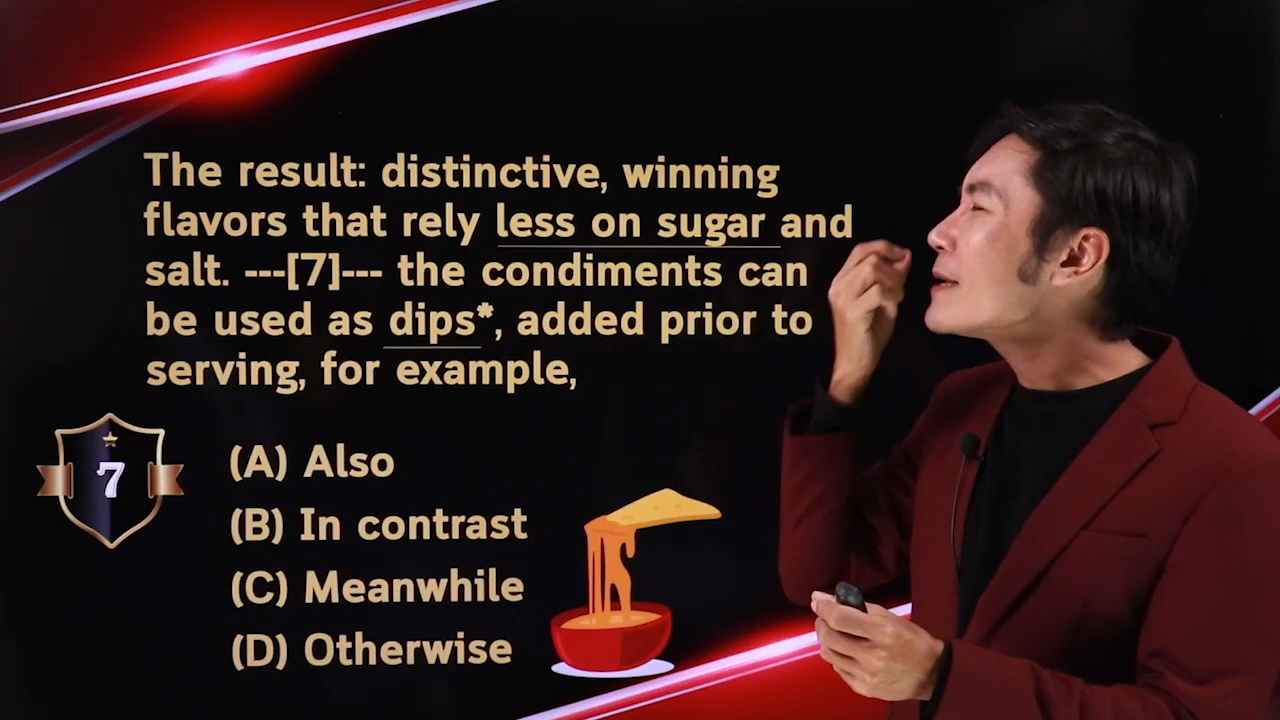 The result: distinctive, winning
flavors that rely less on sugar and
salt. ---[7]--- the condiments can
be used as dips*, added prior to
serving, for example,
7
(A) Also
(B) In contrast
(C) Meanwhile
(D) Otherwise